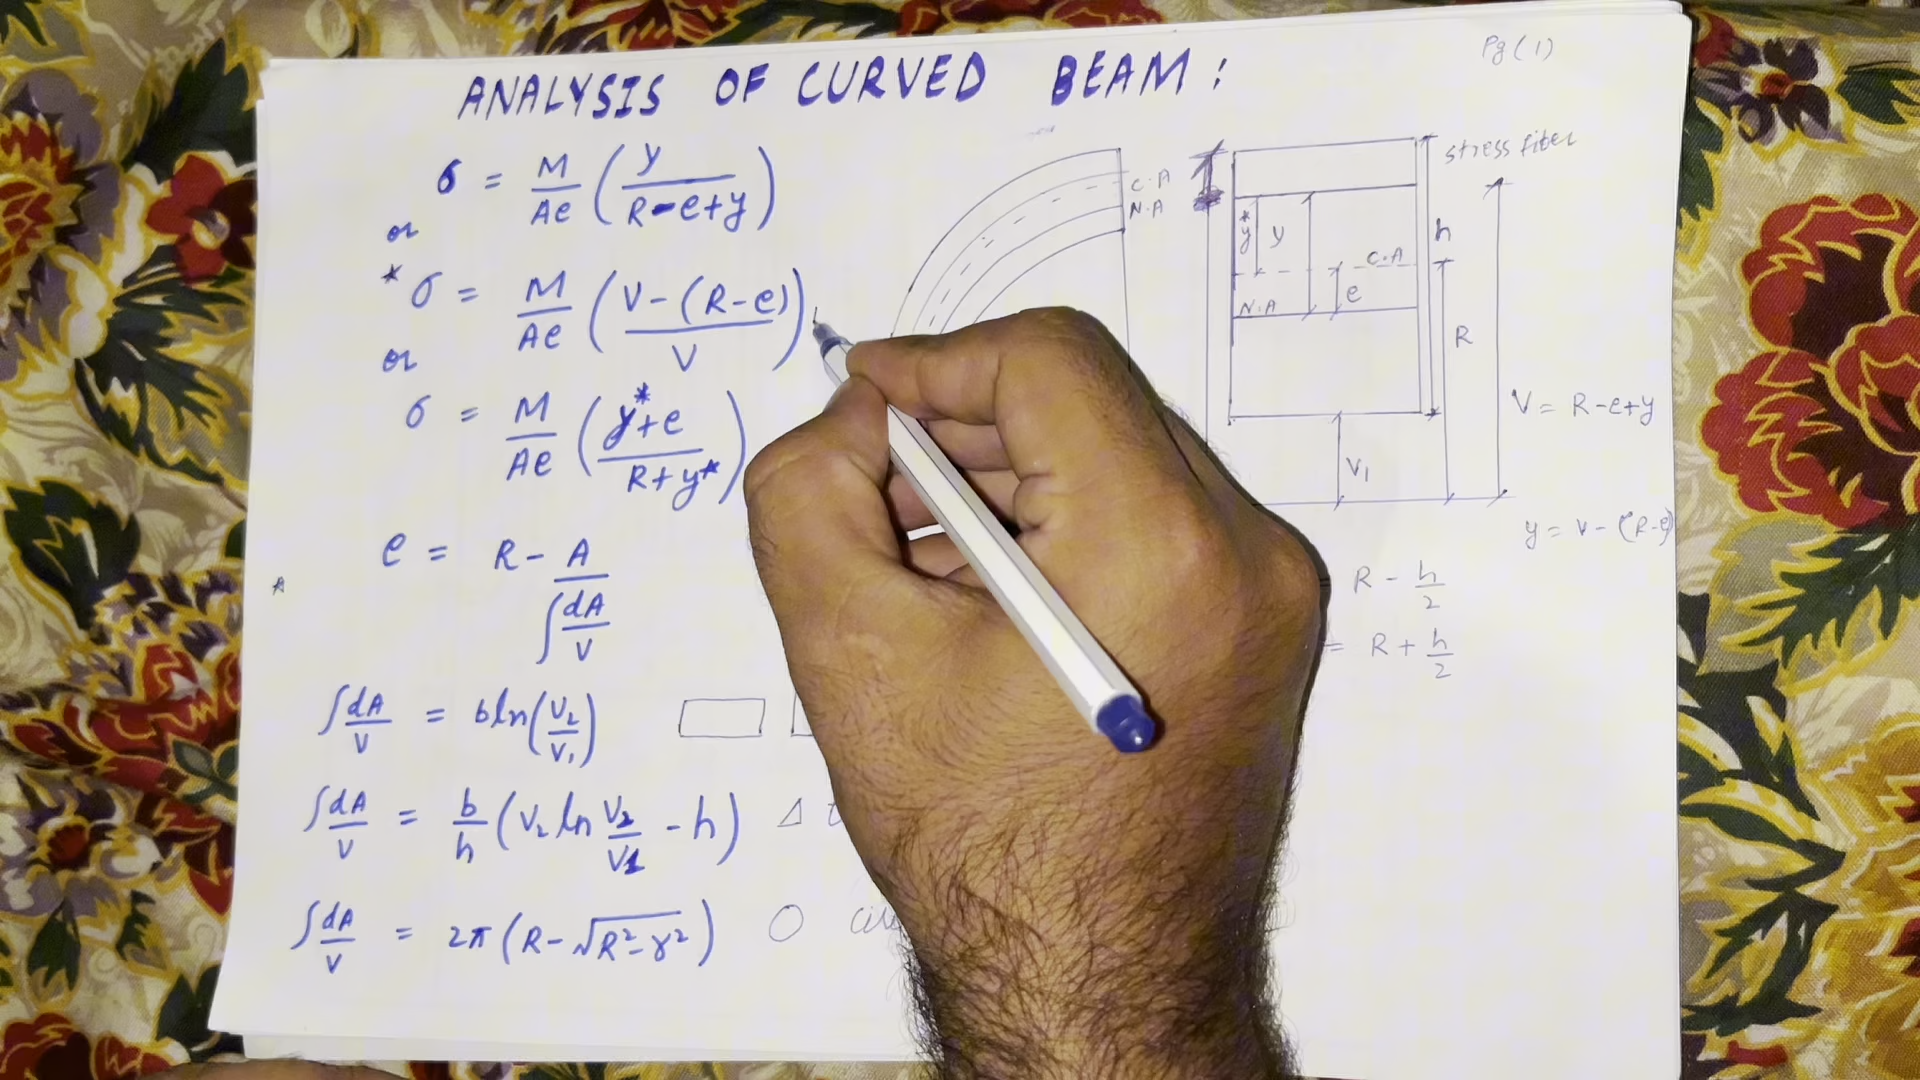 Pg (1)
ANALYSIS OF CURVED BEAM :
σ = M/Ae ( y / R-e+y )
or
* σ = M/Ae ( V-(R-e) / V )
or
σ = M/Ae ( y*+e / R+y* )
e = R - A / ∫ dA/V
∫ dA/V = b ln ( V₂/V₁ )
∫ dA/V = b/h ( V₂ ln V₂/V1 - h )
∫ dA/V = 2π ( R - √R²-r² )
C.A
N.A
stress fiber
y*
y
C.A
e
N.A
h
R
V₁
V = R-e+y
y = V-(R-e)
R - h/2
= R + h/2